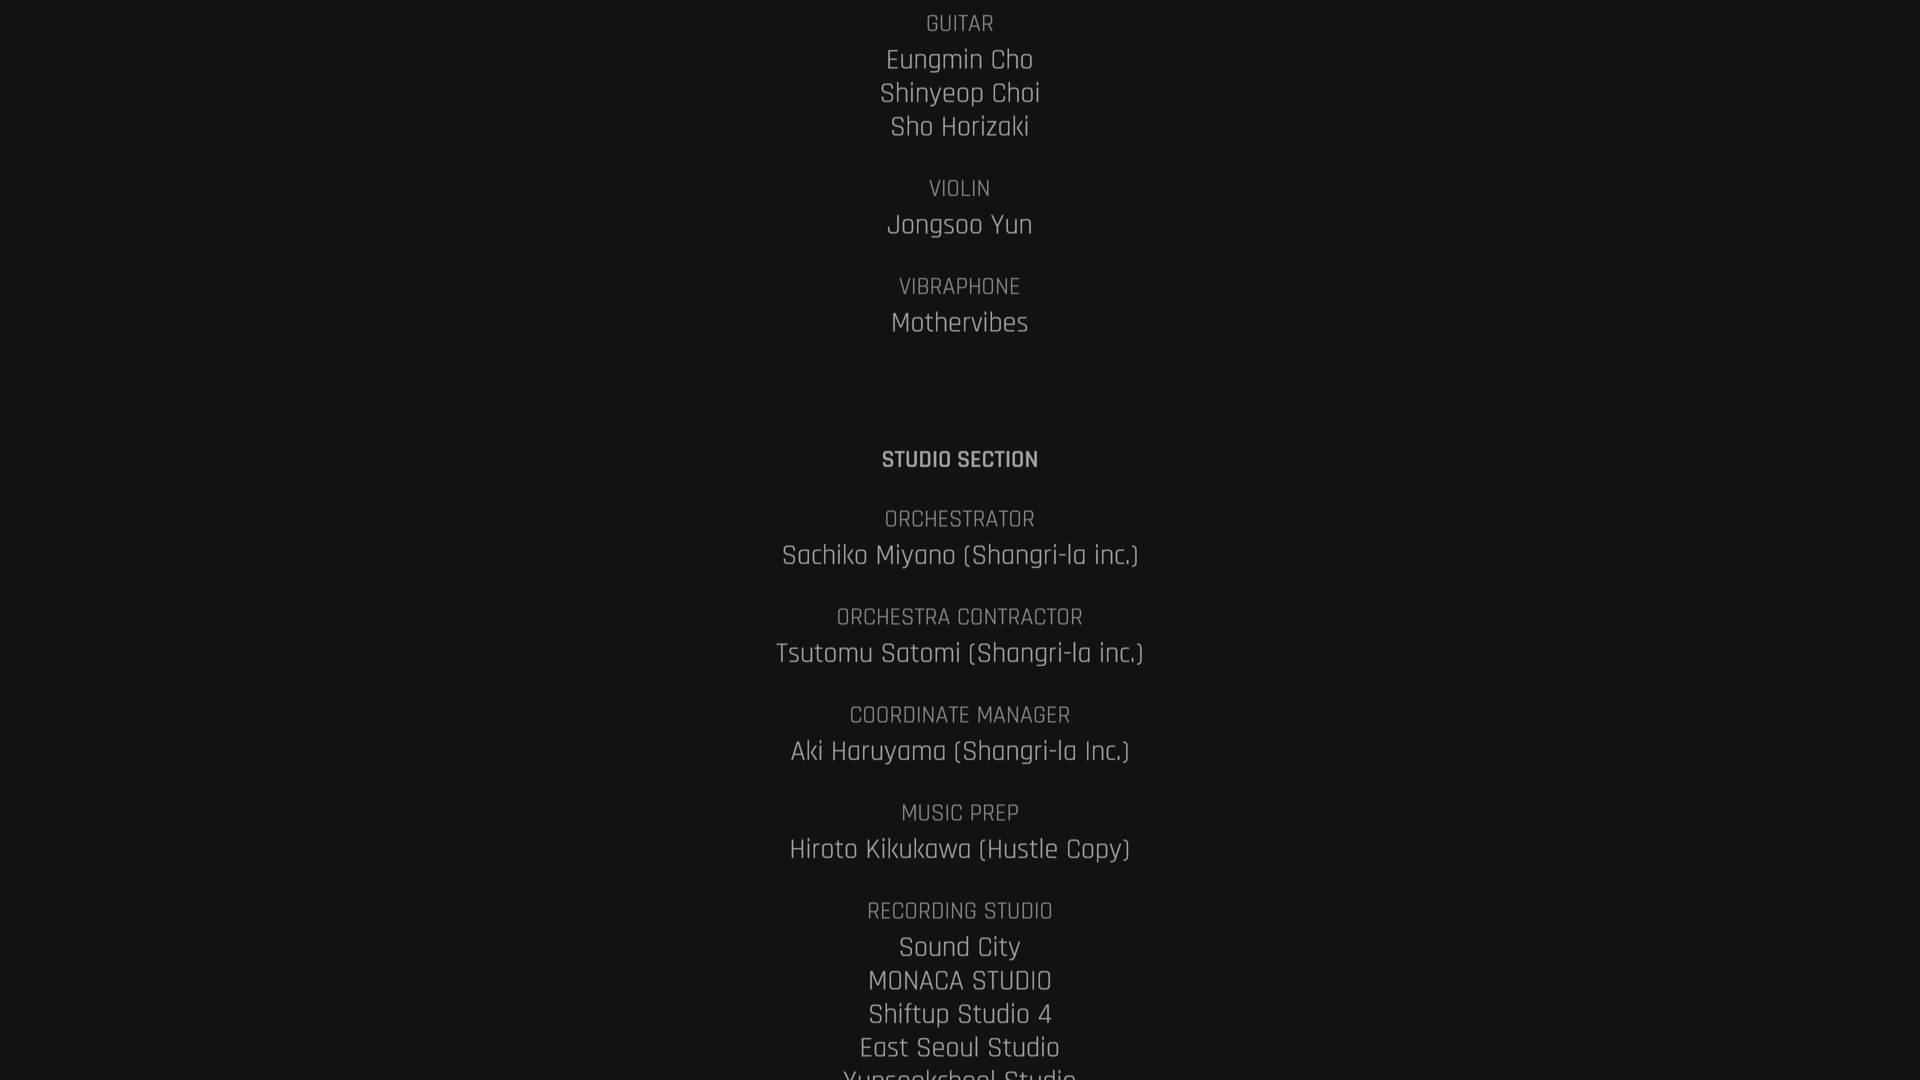 GUITAR
Eungmin Cho
Shinyeop Choi
Sho Horizaki
VIOLIN
Jongsoo Yun
VIBRAPHONE
Mothervibes
STUDIO SECTION
ORCHESTRATOR
Sachiko Miyano (Shangri-la inc.)
ORCHESTRA CONTRACTOR
Tsutomu Satomi (Shangri-la inc.)
COORDINATE MANAGER
Aki Haruyama (Shangri-la Inc.)
MUSIC PREP
Hiroto Kikukawa (Hustle Copy)
RECORDING STUDIO
Sound City
MONACA STUDIO
Shiftup Studio 4
East Seoul Studio
Studio